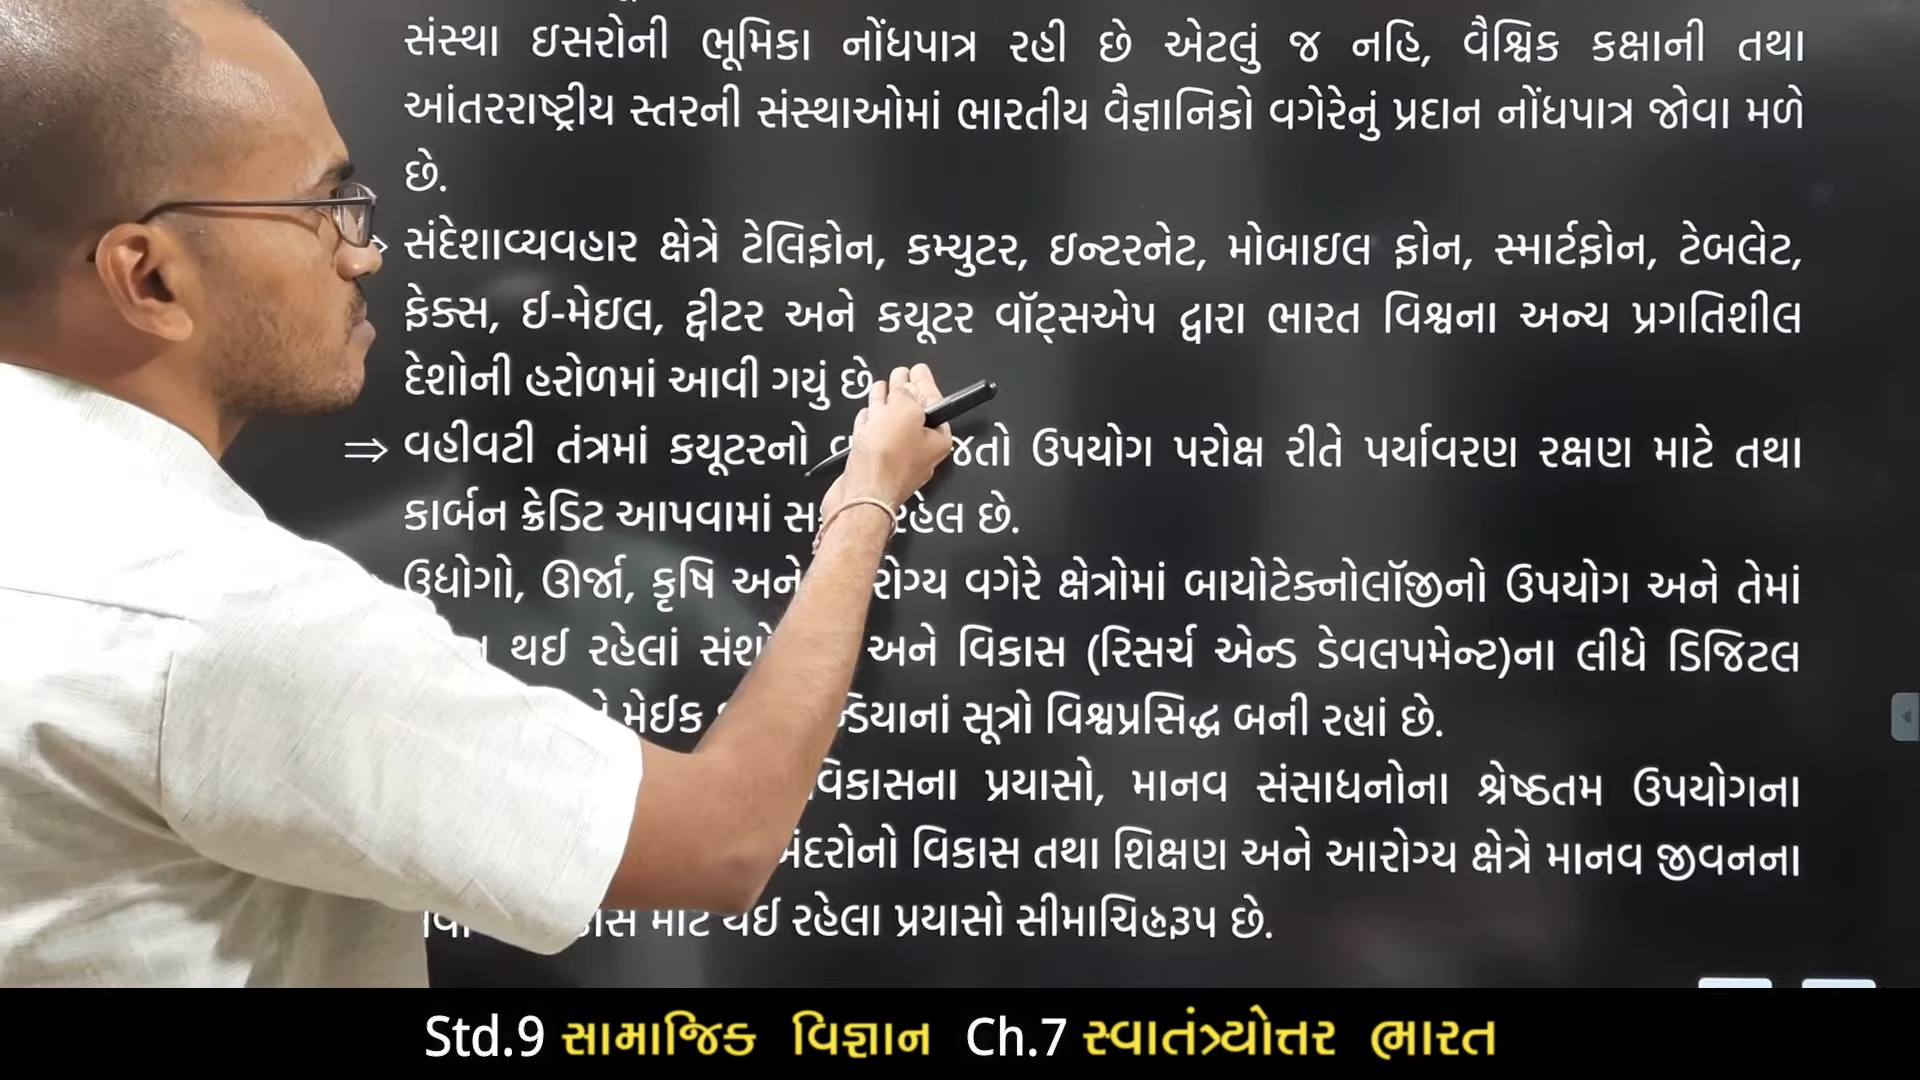 સંસ્થા ઇસરોની ભૂમિકા નોંધપાત્ર રહી છે એટલું જ નહિ, વૈશ્વિક કક્ષાની તથા
આંતરરાષ્ટ્રીય સ્તરની સંસ્થાઓમાં ભારતીય વૈજ્ઞાનિકો વગેરેનું પ્રદાન નોંધપાત્ર જોવા મળે
છે.
સંદેશાવ્યવહાર ક્ષેત્રે ટેલિફોન, કમ્યુટર, ઇન્ટરનેટ, મોબાઇલ ફોન, સ્માર્ટફોન, ટેબલેટ,
ફેક્સ, ઈ-મેઇલ, ટ્વીટર અને કયૂટર વૉટ્સએપ દ્વારા ભારત વિશ્વના અન્ય પ્રગતિશીલ
દેશોની હરોળમાં આવી ગયું છે
⇒ વહીવટી તંત્રમાં કયૂટરનો જતો ઉપયોગ પરોક્ષ રીતે પર્યાવરણ રક્ષણ માટે તથા
કાર્બન ક્રેડિટ આપવામાં રહેલ છે.
ઉદ્યોગો, ઊર્જા, કૃષિ અને રોગ્ય વગેરે ક્ષેત્રોમાં બાયોટેક્નોલૉજીનો ઉપયોગ અને તેમાં
થઈ રહેલાં અને વિકાસ (રિસર્ચ એન્ડ ડેવલપમેન્ટ)ના લીધે ડિજિટલ
મેઈક ન્ડિયાનાં સૂત્રો વિશ્વપ્રસિદ્ધ બની રહ્યાં છે.
વિકાસના પ્રયાસો, માનવ સંસાધનોના શ્રેષ્ઠતમ ઉપયોગના
બંદરોનો વિકાસ તથા શિક્ષણ અને આરોગ્ય ક્ષેત્રે માનવ જીવનના
માટે થઈ રહેલા પ્રયાસો સીમાચિહ્નરૂપ છે.
Std.9 સામાજિક વિજ્ઞાન Ch.7 સ્વાતંત્ર્યોત્તર ભારત